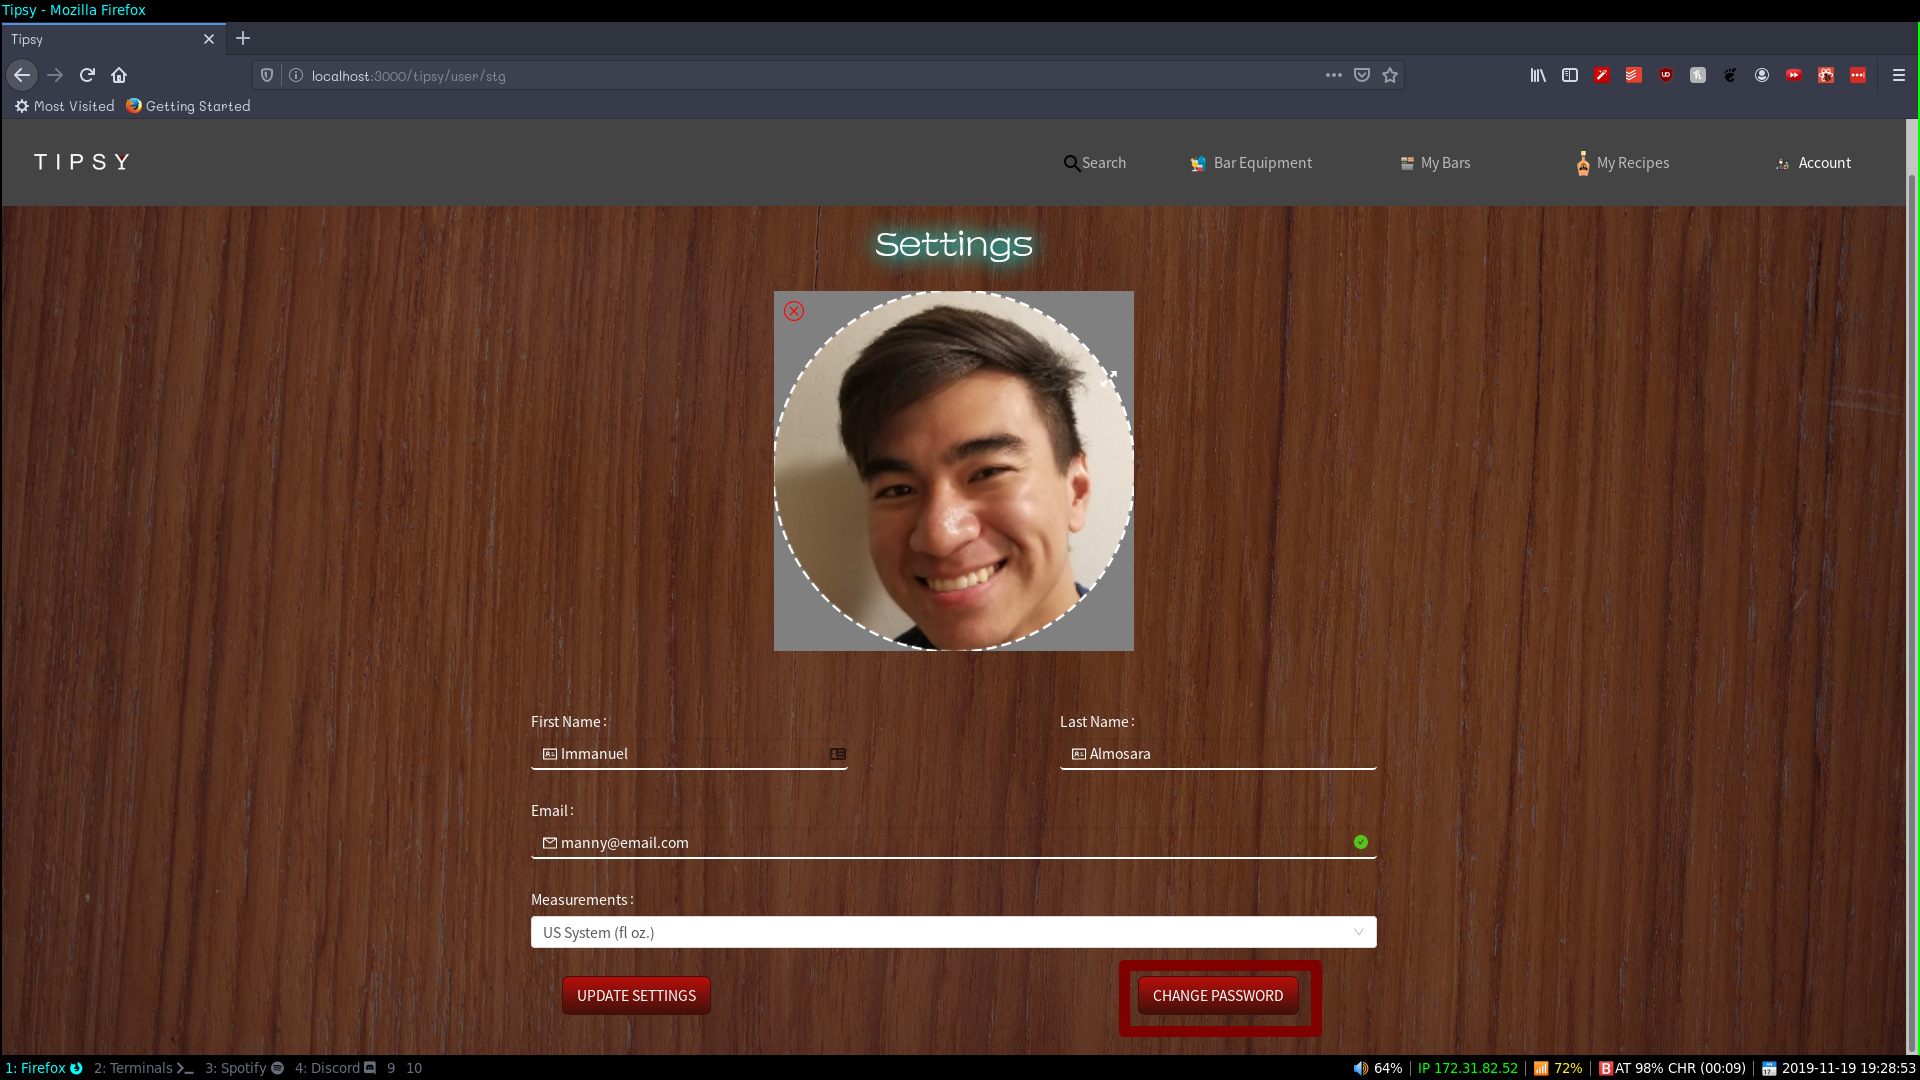 Tipsy - Mozilla Firefox
Tipsy
localhost:3000/tipsy/user/stg
Most Visited Getting Started
TIPSY Search Bar Equipment My Bars My Recipes Account
Settings
First Name: Last Name:
Immanuel Almosara
Email:
manny@email.com
Measurements:
US System (fl oz.)
UPDATE SETTINGS CHANGE PASSWORD
1: Firefox 2: Terminals 3: Spotify 4: Discord 9 10 64% | IP 172.31.82.52 | 72% | BAT 98% CHR (00:09) | 2019-11-19 19:28:53